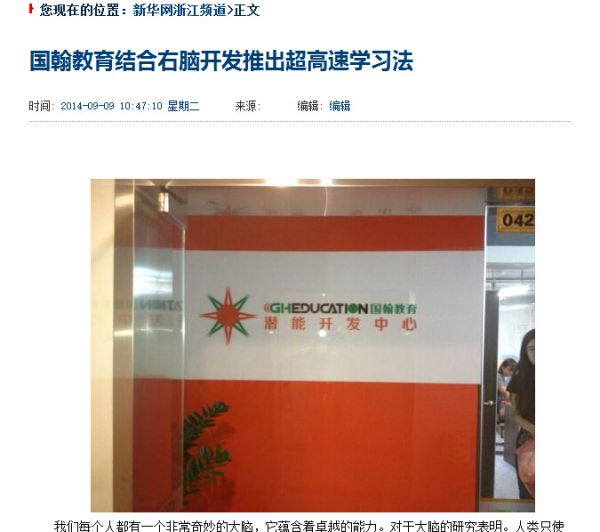 您现在的位置：新华网浙江频道>正文
国翰教育结合右脑开发推出超高速学习法
时间： 2014-09-09 10:47:10 星期二 来源： 编辑：编辑
042
GHEDUCATION 国翰教育
潜能开发中心
我们每个人都有一个非常奇妙的大脑，它蕴含着卓越的能力。对于大脑的研究表明。人类只使